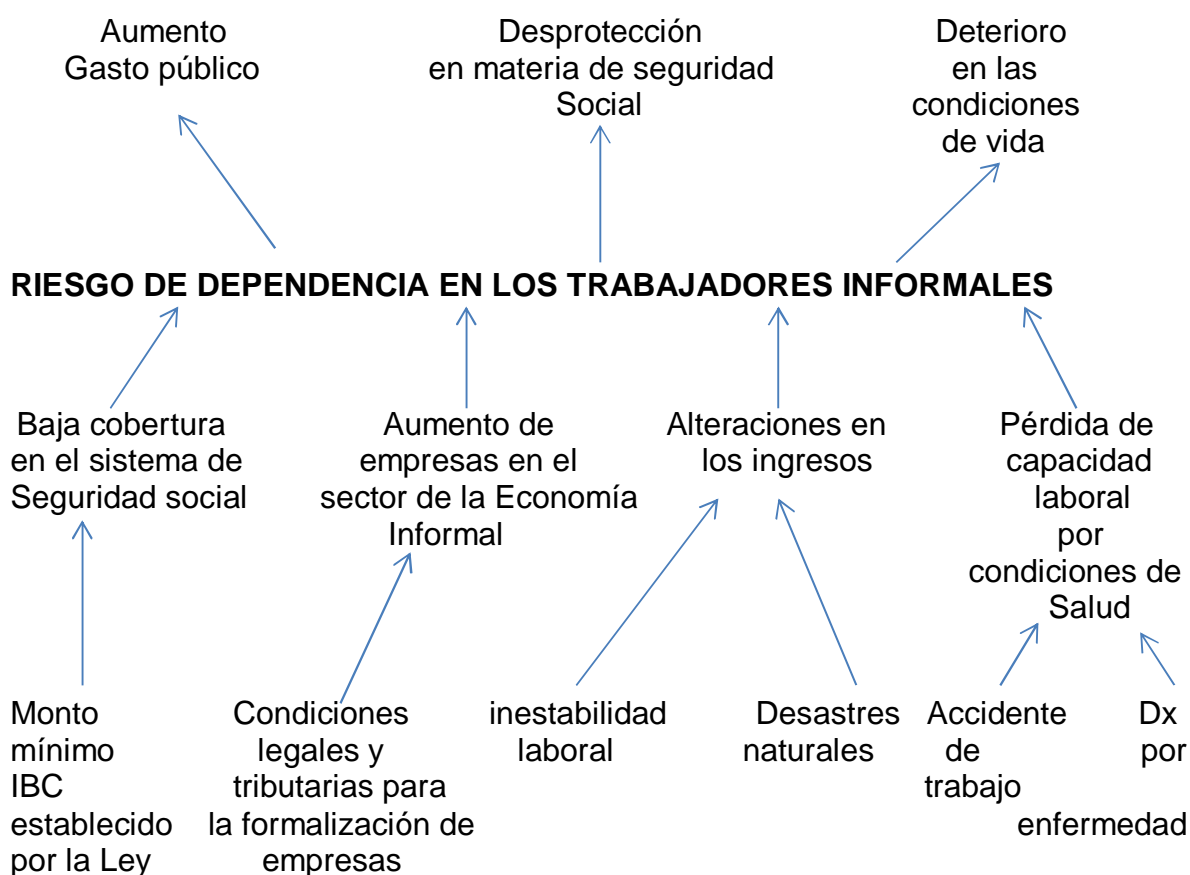 Aumento
Gasto público
Desprotección
en materia de seguridad
Social
Deterioro
en las
condiciones
de vida
RIESGO DE DEPENDENCIA EN LOS TRABAJADORES INFORMALES
Baja cobertura
en el sistema de
Seguridad social
Aumento de
empresas en el
sector de la Economía
Informal
Alteraciones en
los ingresos
Pérdida de
capacidad
laboral
por
condiciones de
Salud
Monto
mínimo
IBC
establecido
por la Ley
Condiciones
legales y
tributarias para
la formalización de
empresas
inestabilidad
laboral
Desastres
naturales
Accidente
de
trabajo
Dx
por
enfermedad